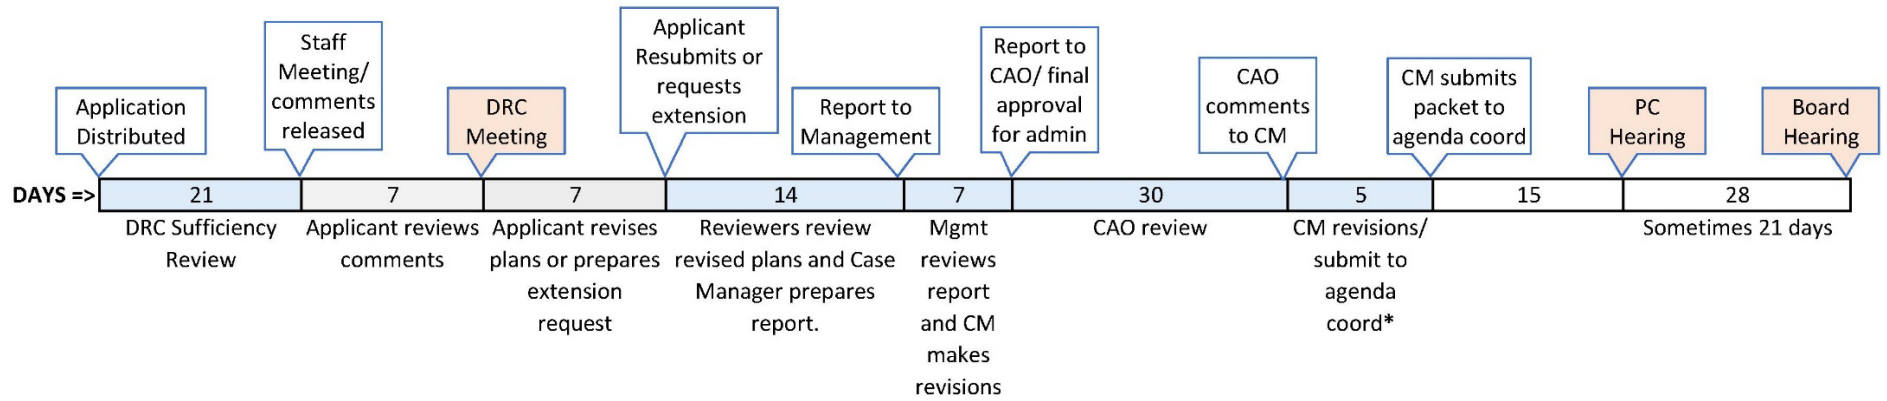 Application
Distributed
Staff
Meeting/
comments
released
DRC
Meeting
Applicant
Resubmits or
requests
extension
Report to
Management
Report to
CAO/ final
approval
for admin
CAO
comments
to CM
CM submits
packet to
agenda coord
PC
Hearing
Board
Hearing
DAYS => 21 7 7 14 7 30 5 15 28
DRC Sufficiency
Review
Applicant reviews
comments
Applicant revises
plans or prepares
extension
request
Reviewers review
revised plans and Case
Manager prepares
report.
Mgmt
reviews
report
and CM
makes
revisions
CAO review
CM revisions/
submit to
agenda
coord*
Sometimes 21 days